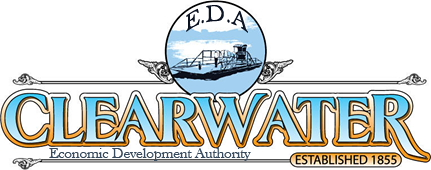 E.D.A
CLEARWATER
Economic Development Authority
ESTABLISHED 1855